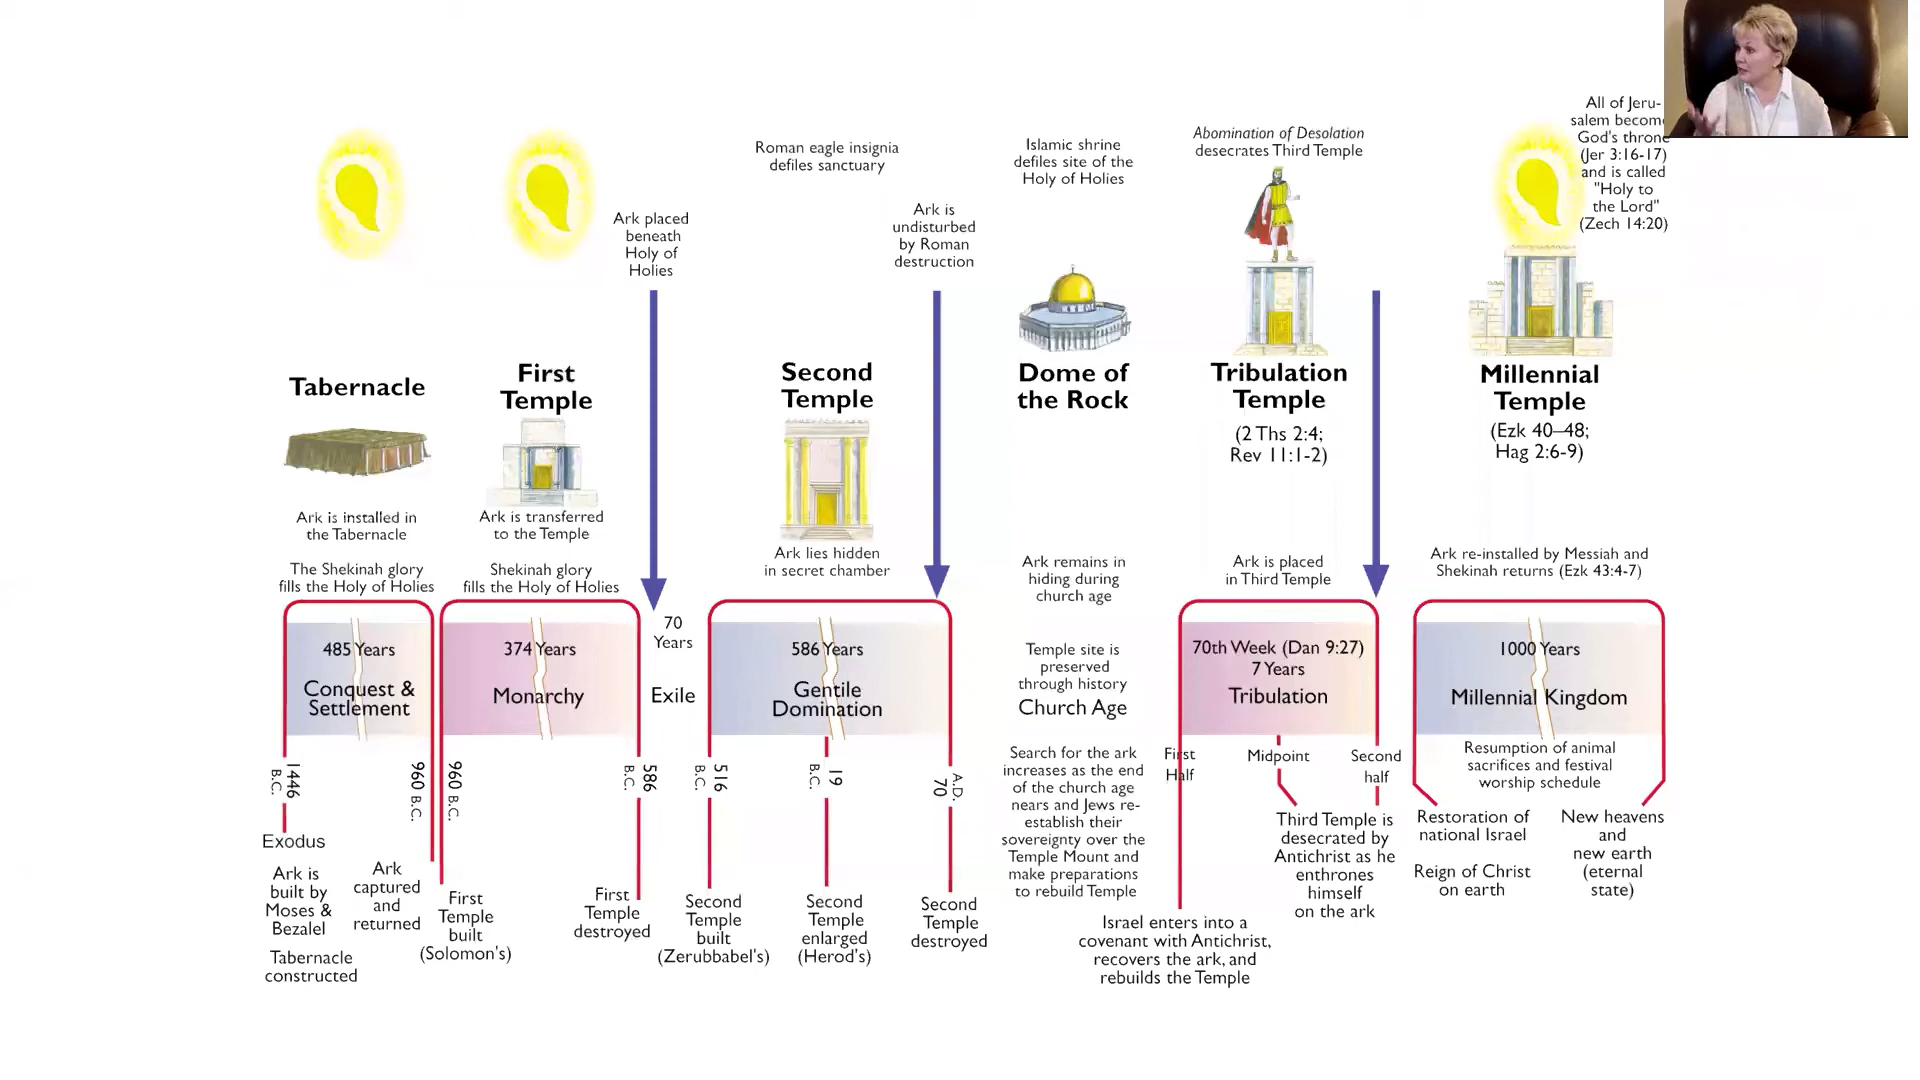 All of Jeru-
salem become
God's throne
(Jer 3:16-17)
and is called
"Holy to
the Lord"
(Zech 14:20)
Roman eagle insignia
defiles sanctuary
Islamic shrine
defiles site of the
Holy of Holies
Abomination of Desolation
desecrates Third Temple
Ark placed
beneath
Holy of
Holies
Ark is
undisturbed
by Roman
destruction
Tabernacle
First
Temple
Second
Temple
Dome of
the Rock
Tribulation
Temple
(2 Ths 2:4;
Rev 11:1-2)
Millennial
Temple
(Ezk 40–48;
Hag 2:6-9)
Ark is installed in
the Tabernacle
The Shekinah glory
fills the Holy of Holies
Ark is transferred
to the Temple
Shekinah glory
fills the Holy of Holies
Ark lies hidden
in secret chamber
Ark remains in
hiding during
church age
Ark is placed
in Third Temple
Ark re-installed by Messiah and
Shekinah returns (Ezk 43:4-7)
485 Years
Conquest &
Settlement
374 Years
Monarchy
70
Years
Exile
586 Years
Gentile
Domination
Temple site is
preserved
through history
Church Age
70th Week (Dan 9:27)
7 Years
Tribulation
1000 Years
Millennial Kingdom
1446
B.C.
960 B.C.
960 B.C.
586
B.C.
516
B.C.
19
B.C.
A.D.
70
Search for the ark
increases as the end
of the church age
nears and Jews re-
establish their
sovereignty over the
Temple Mount and
make preparations
to rebuild Temple
First
Half
Midpoint
Second
half
Resumption of animal
sacrifices and festival
worship schedule
Exodus
Ark is
built by
Moses &
Bezalel
Tabernacle
constructed
Ark
captured
and
returned
First
Temple
built
(Solomon's)
First
Temple
destroyed
Second
Temple
built
(Zerubbabel's)
Second
Temple
enlarged
(Herod's)
Second
Temple
destroyed
Israel enters into a
covenant with Antichrist,
recovers the ark, and
rebuilds the Temple
Third Temple is
desecrated by
Antichrist as he
enthrones
himself
on the ark
Restoration of
national Israel
Reign of Christ
on earth
New heavens
and
new earth
(eternal
state)